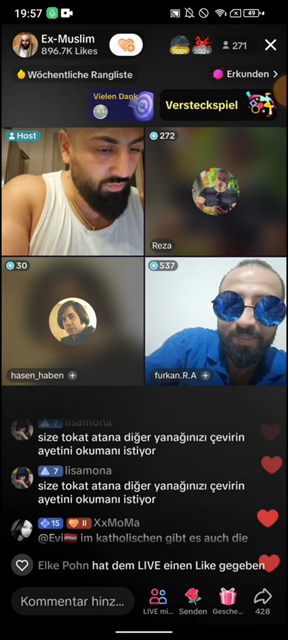 19:57
49
Ex-Muslim
896.7K Likes
500+
500+
271
Wöchentliche Rangliste
Erkunden >
Vielen Dank
Versteckspiel
Host
272
Reza
30
537
hasen_haben +
furkan.R.A +
7 lisamona
size tokat atana diğer yanağınızı çevirin
ayetini okumanı istiyor
7 lisamona
size tokat atana diğer yanağınızı çevirin
ayetini okumanı istiyor
15 II XxMoMa
@Evi im katholischen gibt es auch die
Elke Pohn hat dem LIVE einen Like gegeben
Kommentar hinz...
LIVE mi...
Senden
Gesche...
428